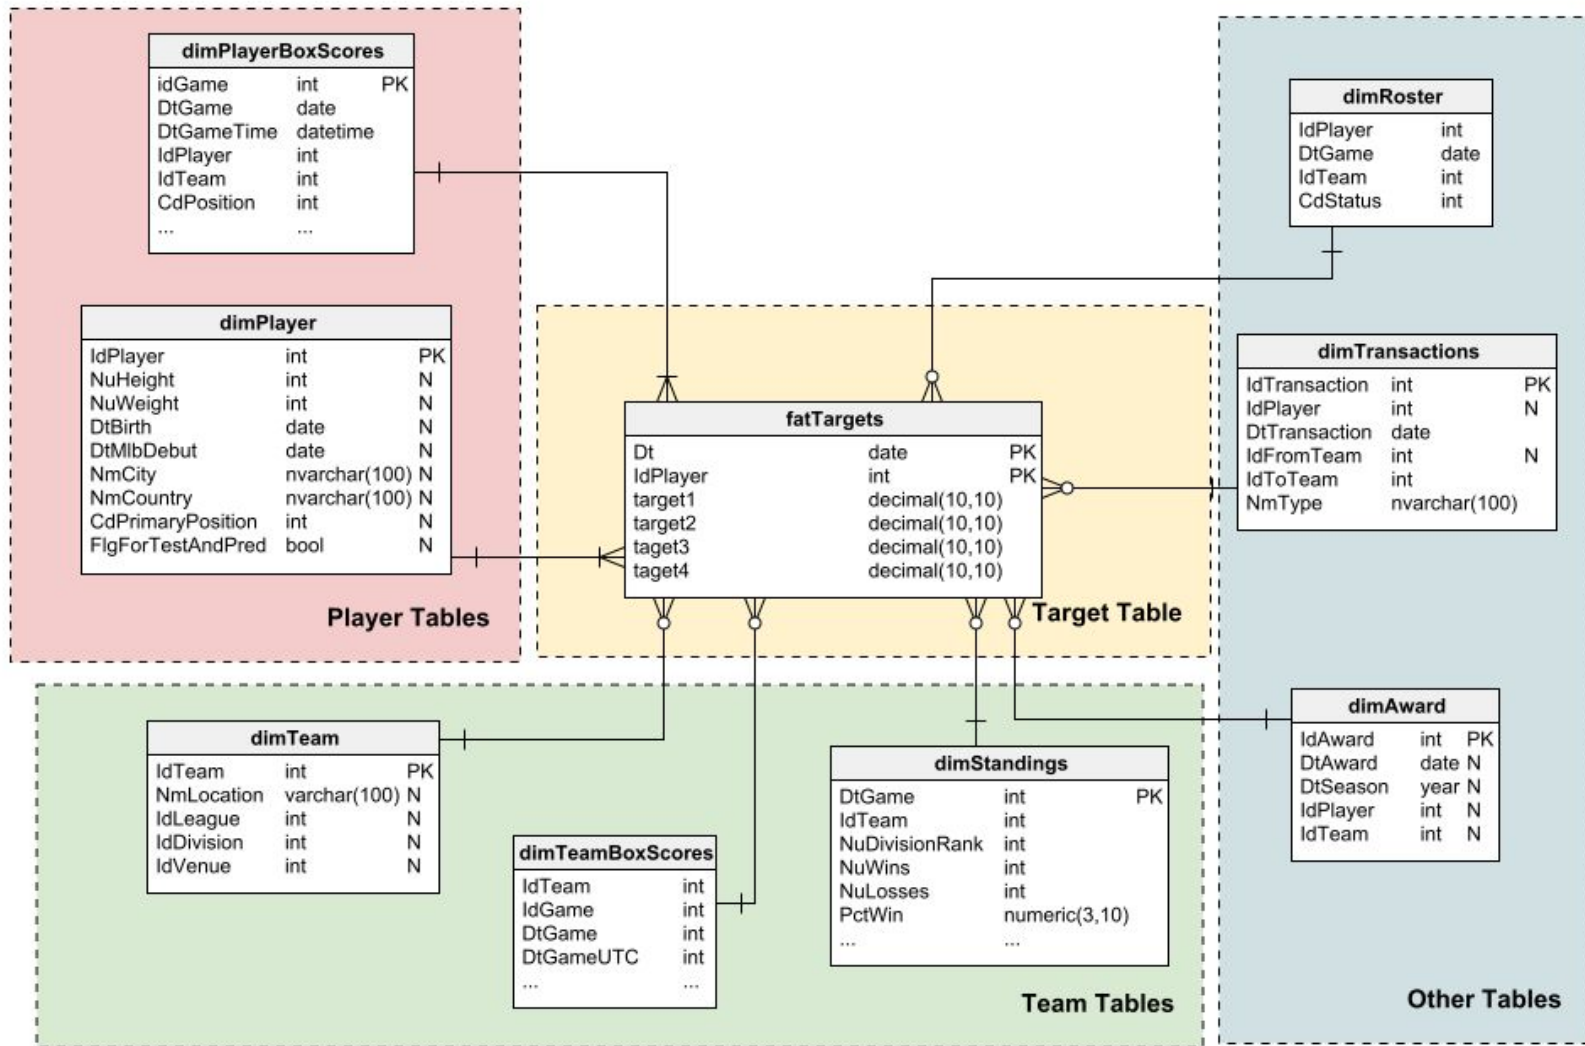 dimPlayerBoxScores
idGame int PK
DtGame date
DtGameTime datetime
IdPlayer int
IdTeam int
CdPosition int
... ...
dimPlayer
IdPlayer int PK
NuHeight int N
NuWeight int N
DtBirth date N
DtMlbDebut date N
NmCity nvarchar(100) N
NmCountry nvarchar(100) N
CdPrimaryPosition int N
FlgForTestAndPred bool N
Player Tables
fatTargets
Dt date PK
IdPlayer int PK
target1 decimal(10,10)
target2 decimal(10,10)
taget3 decimal(10,10)
taget4 decimal(10,10)
Target Table
dimRoster
IdPlayer int
DtGame date
IdTeam int
CdStatus int
dimTransactions
IdTransaction int PK
IdPlayer int N
DtTransaction date
IdFromTeam int N
IdToTeam int
NmType nvarchar(100)
dimAward
IdAward int PK
DtAward date N
DtSeason year N
IdPlayer int N
IdTeam int N
Other Tables
dimTeam
IdTeam int PK
NmLocation varchar(100) N
IdLeague int N
IdDivision int N
IdVenue int N
dimTeamBoxScores
IdTeam int
IdGame int
DtGame int
DtGameUTC int
... ...
dimStandings
DtGame int PK
IdTeam int
NuDivisionRank int
NuWins int
NuLosses int
PctWin numeric(3,10)
... ...
Team Tables